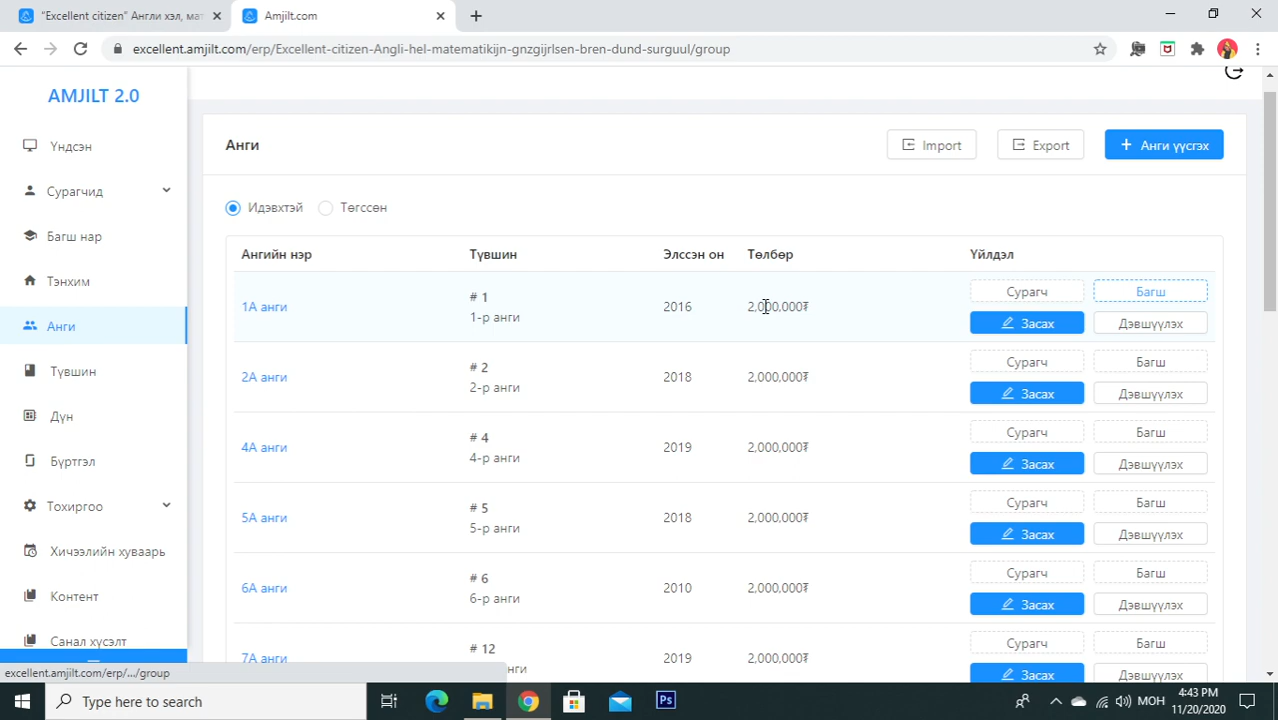 "Excellent citizen" Англи хэл, мат
Amjilt.com
excellent.amjilt.com/erp/Excellent-citizen-Angli-hel-matematikijn-gnzgijrlsen-bren-dund-surguul/group
AMJILT 2.0
Үндсэн
Сурагчид
Багш нар
Тэнхим
Анги
Түвшин
Дүн
Бүртгэл
Тохиргоо
Хичээлийн хуваарь
Контент
Санал хүсэлт
excellent.amjilt.com/erp/.../group
Анги
Import
Export
+ Анги үүсгэх
Идэвхтэй
Төгссөн
Ангийн нэр Түвшин Элссэн он Төлбөр Үйлдэл
1А анги # 1 2016 2,000,000₮ Сурагч Багш
1-р анги Засах Дэвшүүлэх
2А анги # 2 2018 2,000,000₮ Сурагч Багш
2-р анги Засах Дэвшүүлэх
4А анги # 4 2019 2,000,000₮ Сурагч Багш
4-р анги Засах Дэвшүүлэх
5А анги # 5 2018 2,000,000₮ Сурагч Багш
5-р анги Засах Дэвшүүлэх
6А анги # 6 2010 2,000,000₮ Сурагч Багш
6-р анги Засах Дэвшүүлэх
7А анги # 12 2019 2,000,000₮ Сурагч Багш
нги Засах Дэвшүүлэх
Type here to search
Ps
МОН
4:43 PM
11/20/2020